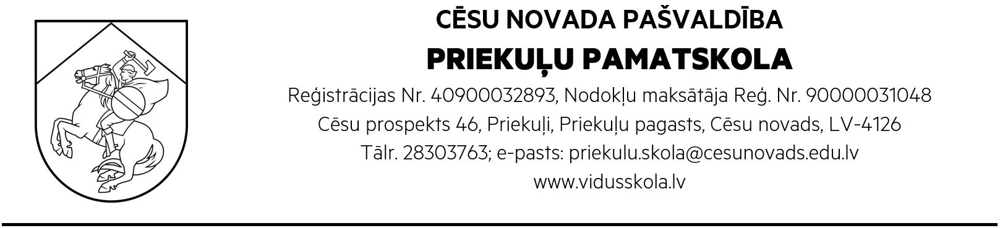 CĒSU NOVADA PAŠVALDĪBA
PRIEKUĻU PAMATSKOLA
Reģistrācijas Nr. 40900032893, Nodokļu maksātāja Reģ. Nr. 90000031048
Cēsu prospekts 46, Priekuļi, Priekuļu pagasts, Cēsu novads, LV-4126
Tālr. 28303763; e-pasts: priekulu.skola@cesunovads.edu.lv
www.vidusskola.lv